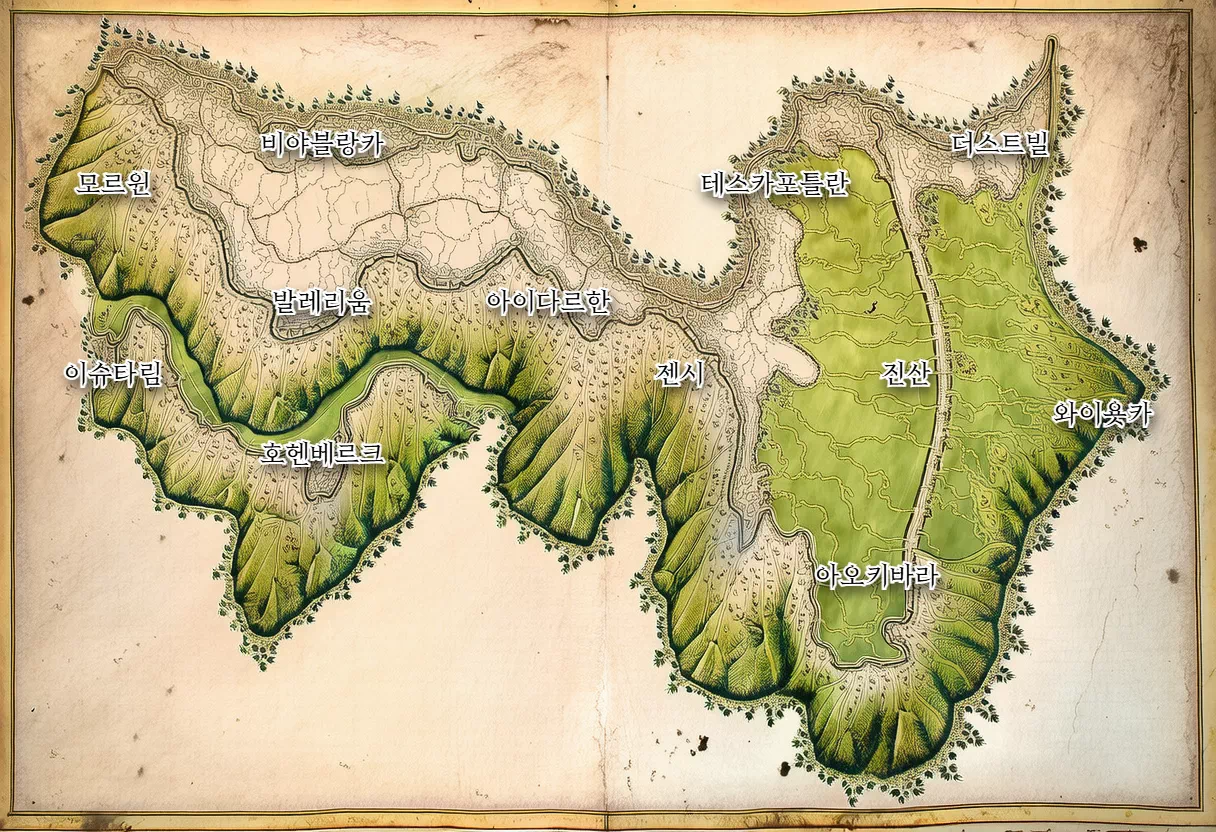 비야블랑카
더스트빌
모르윈
테스카포틀란
발레리움
아이다르한
이슈타림
젠시
진산
와이욧카
호헨베르크
아오키바라